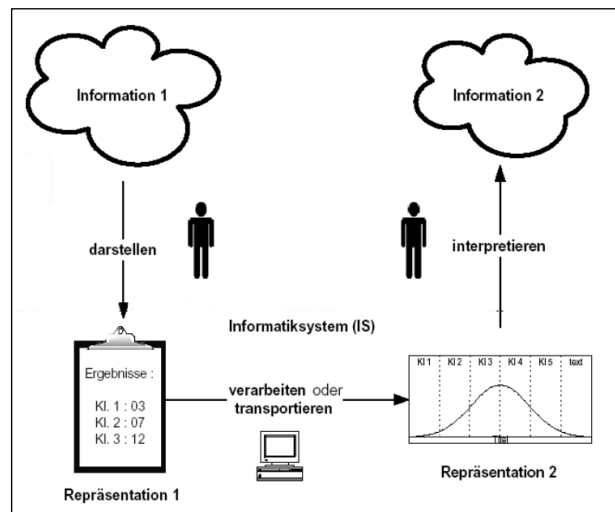 Information 1
Information 2
darstellen
interpretieren
Informatiksystem (IS)
Ergebnisse :
Kl. 1 : 03
Kl. 2 : 07
Kl. 3 : 12
verarbeiten oder
transportieren
Kl 1 Kl 2 Kl 3 Kl 4 Kl 5 text
Titel
Repräsentation 1
Repräsentation 2